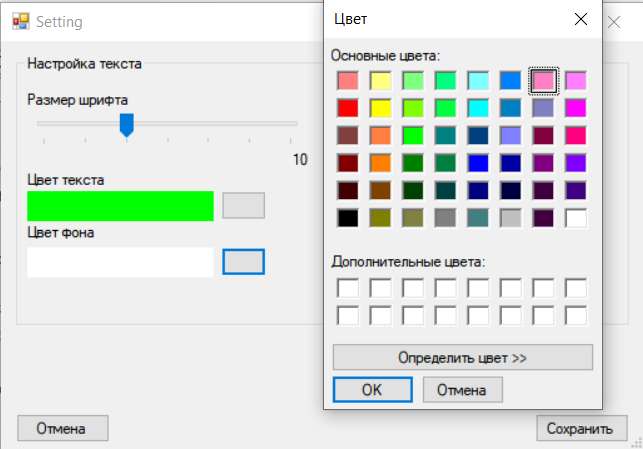 Setting
Настройка текста
Размер шрифта
10
Цвет текста
Цвет фона
Отмена
Сохранить
Цвет
Основные цвета:
Дополнительные цвета:
Определить цвет >>
OK
Отмена